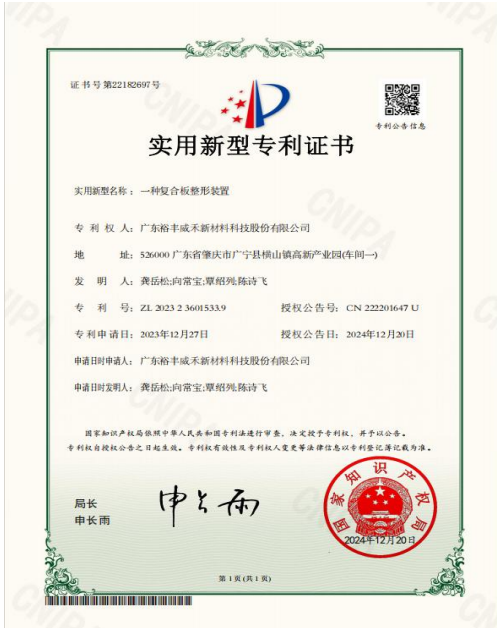 证书号第22182697号
专利公告信息
实用新型专利证书
实用新型名称：一种复合板整形装置
专利权人：广东裕丰威禾新材料科技股份有限公司
地址：526000 广东省肇庆市广宁县横山镇高新产业园(车间一)
发明人：龚岳松;向常宝;覃绍列;陈诗飞
专利号：ZL 2023 2 3601533.9 授权公告号：CN 222201647 U
专利申请日：2023年12月27日 授权公告日：2024年12月20日
申请日时申请人：广东裕丰威禾新材料科技股份有限公司
申请日时发明人：龚岳松;向常宝;覃绍列;陈诗飞
国家知识产权局依照中华人民共和国专利法进行审查，决定授予专利权，并予以公告。
专利权自授权公告之日起生效。专利权有效性及专利权人变更等法律信息以专利登记簿记载为准。
局长
申长雨
申长雨
国家知识产权局
2024年12月20日
第1页(共1页)
CNIPA